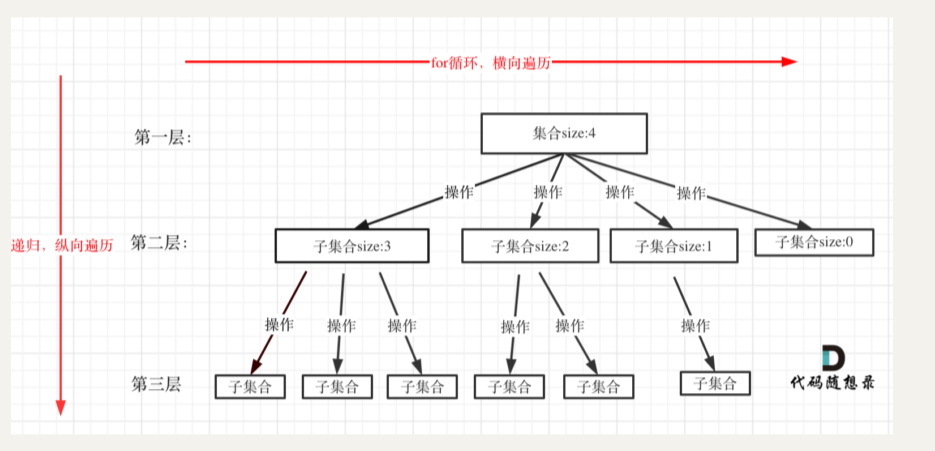 for循环，横向遍历
第一层：
集合size:4
操作
操作
操作
操作
递归，纵向遍历
第二层：
子集合size:3
子集合size:2
子集合size:1
子集合size:0
操作
操作
操作
操作
操作
操作
第三层
子集合
子集合
子集合
子集合
子集合
子集合
代码随想录